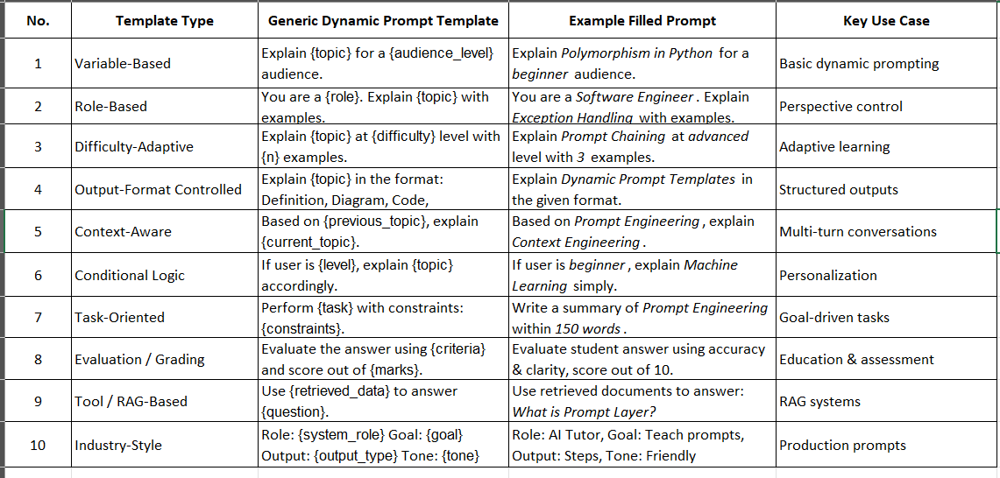 No. Template Type Generic Dynamic Prompt Template Example Filled Prompt Key Use Case
1 Variable-Based Explain {topic} for a {audience_level} audience. Explain Polymorphism in Python for a beginner audience. Basic dynamic prompting
2 Role-Based You are a {role}. Explain {topic} with examples. You are a Software Engineer. Explain Exception Handling with examples. Perspective control
3 Difficulty-Adaptive Explain {topic} at {difficulty} level with {n} examples. Explain Prompt Chaining at advanced level with 3 examples. Adaptive learning
4 Output-Format Controlled Explain {topic} in the format: Definition, Diagram, Code, Explain Dynamic Prompt Templates in the given format. Structured outputs
5 Context-Aware Based on {previous_topic}, explain {current_topic}. Based on Prompt Engineering, explain Context Engineering. Multi-turn conversations
6 Conditional Logic If user is {level}, explain {topic} accordingly. If user is beginner, explain Machine Learning simply. Personalization
7 Task-Oriented Perform {task} with constraints: {constraints}. Write a summary of Prompt Engineering within 150 words. Goal-driven tasks
8 Evaluation / Grading Evaluate the answer using {criteria} and score out of {marks}. Evaluate student answer using accuracy & clarity, score out of 10. Education & assessment
9 Tool / RAG-Based Use {retrieved_data} to answer {question}. Use retrieved documents to answer: What is Prompt Layer? RAG systems
10 Industry-Style Role: {system_role} Goal: {goal} Output: {output_type} Tone: {tone} Role: AI Tutor, Goal: Teach prompts, Output: Steps, Tone: Friendly Production prompts